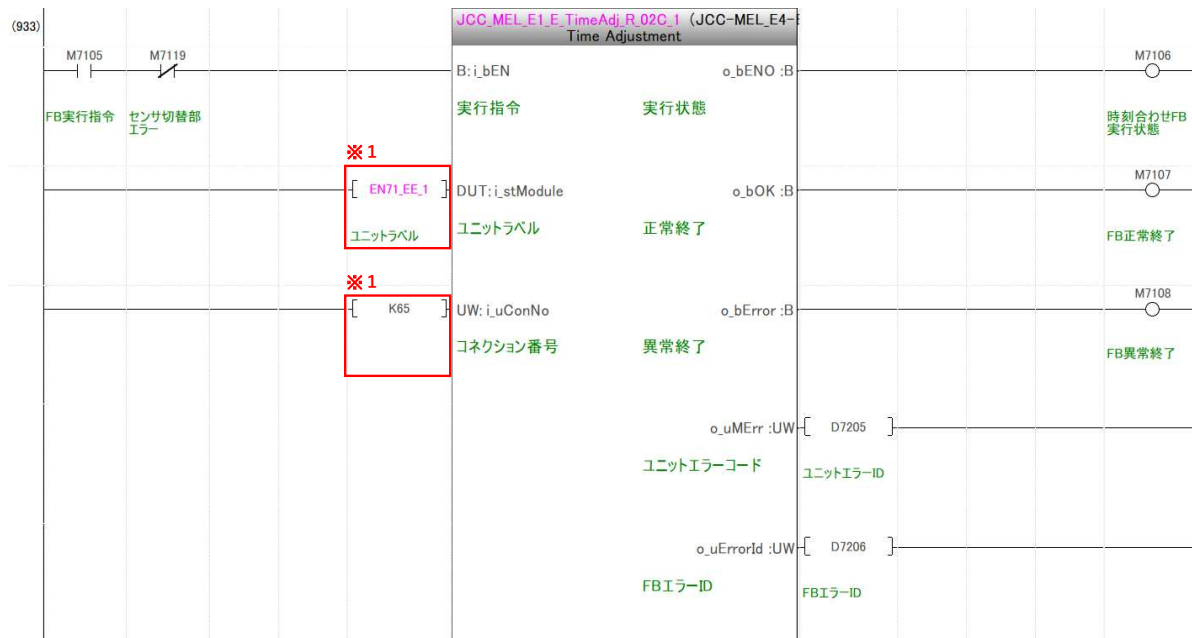 (933)
JCC_MEL_E1_E_TimeAdj_R_02C_1 (JCC-MEL_E4-E
Time Adjustment
M7105
M7119
B:i_bEN
o_bENO :B
M7106
FB実行指令
センサ切替部
エラー
実行指令
実行状態
時刻合わせFB
実行状態
※1
EN71_EE_1
DUT:i_stModule
o_bOK :B
M7107
ユニットラベル
ユニットラベル
正常終了
FB正常終了
※1
K65
UW:i_uConNo
o_bError :B
M7108
コネクション番号
異常終了
FB異常終了
o_uMErr :UW
D7205
ユニットエラーコード
ユニットエラーID
o_uErrorId :UW
D7206
FBエラーID
FBエラーID